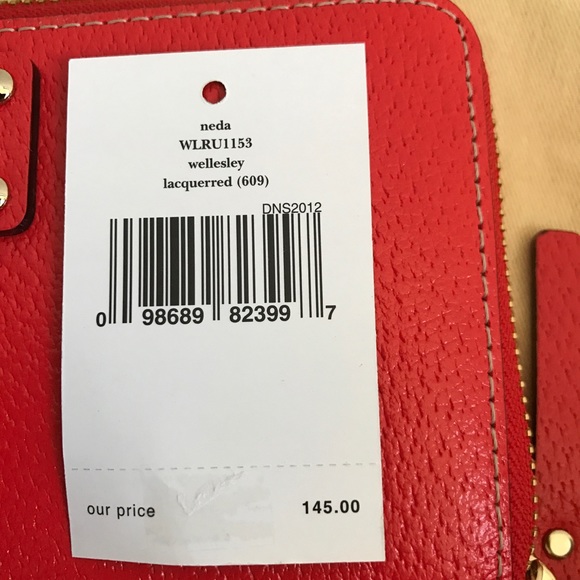 neda
WLRU1153
wellesley
lacquerred (609)
DNS2012
0 98689 82399 7
our price 145.00